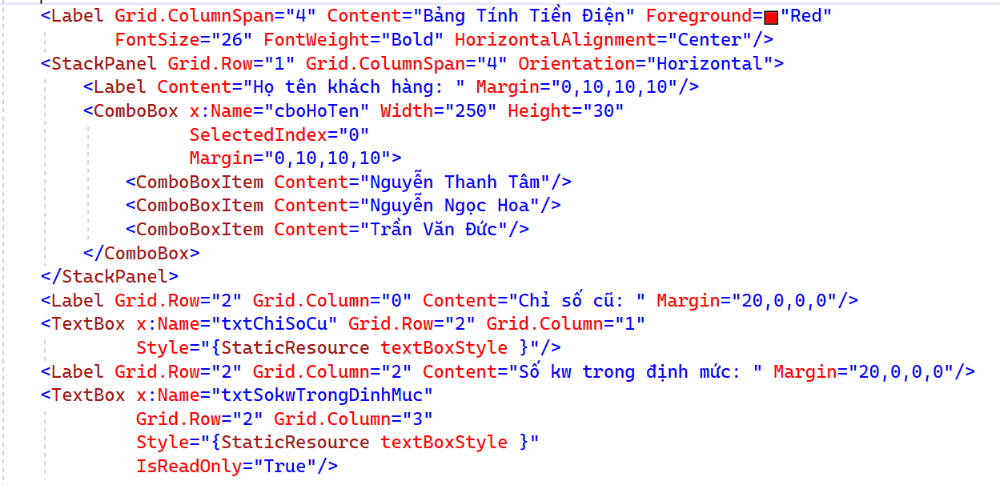 <Label Grid.ColumnSpan="4" Content="Bảng Tính Tiền Điện" Foreground="Red"
FontSize="26" FontWeight="Bold" HorizontalAlignment="Center"/>
<StackPanel Grid.Row="1" Grid.ColumnSpan="4" Orientation="Horizontal">
<Label Content="Họ tên khách hàng: " Margin="0,10,10,10"/>
<ComboBox x:Name="cboHoTen" Width="250" Height="30"
SelectedIndex="0"
Margin="0,10,10,10">
<ComboBoxItem Content="Nguyễn Thanh Tâm"/>
<ComboBoxItem Content="Nguyễn Ngọc Hoa"/>
<ComboBoxItem Content="Trần Văn Đức"/>
</ComboBox>
</StackPanel>
<Label Grid.Row="2" Grid.Column="0" Content="Chỉ số cũ: " Margin="20,0,0,0"/>
<TextBox x:Name="txtChiSoCu" Grid.Row="2" Grid.Column="1"
Style="{StaticResource textBoxStyle }"/>
<Label Grid.Row="2" Grid.Column="2" Content="Số kw trong định mức: " Margin="20,0,0,0"/>
<TextBox x:Name="txtSokwTrongDinhMuc"
Grid.Row="2" Grid.Column="3"
Style="{StaticResource textBoxStyle }"
IsReadOnly="True"/>